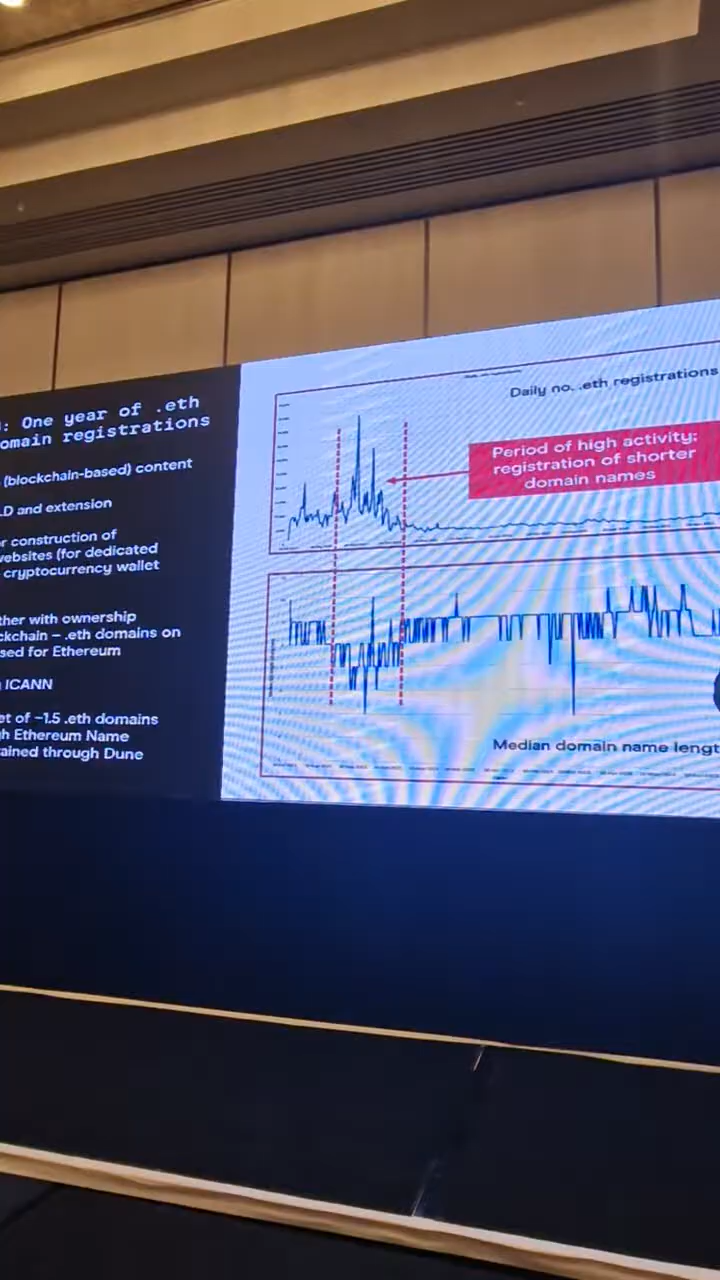 : One year of .eth
omain registrations
(blockchain-based) content
D and extension
r construction of
ebsites (for dedicated
cryptocurrency wallet
ther with ownership
ckchain – .eth domains on
sed for Ethereum
ICANN
et of ~1.5 .eth domains
h Ethereum Name
ained through Dune
Daily no. .eth registrations
Period of high activity;
registration of shorter
domain names
Median domain name lengt